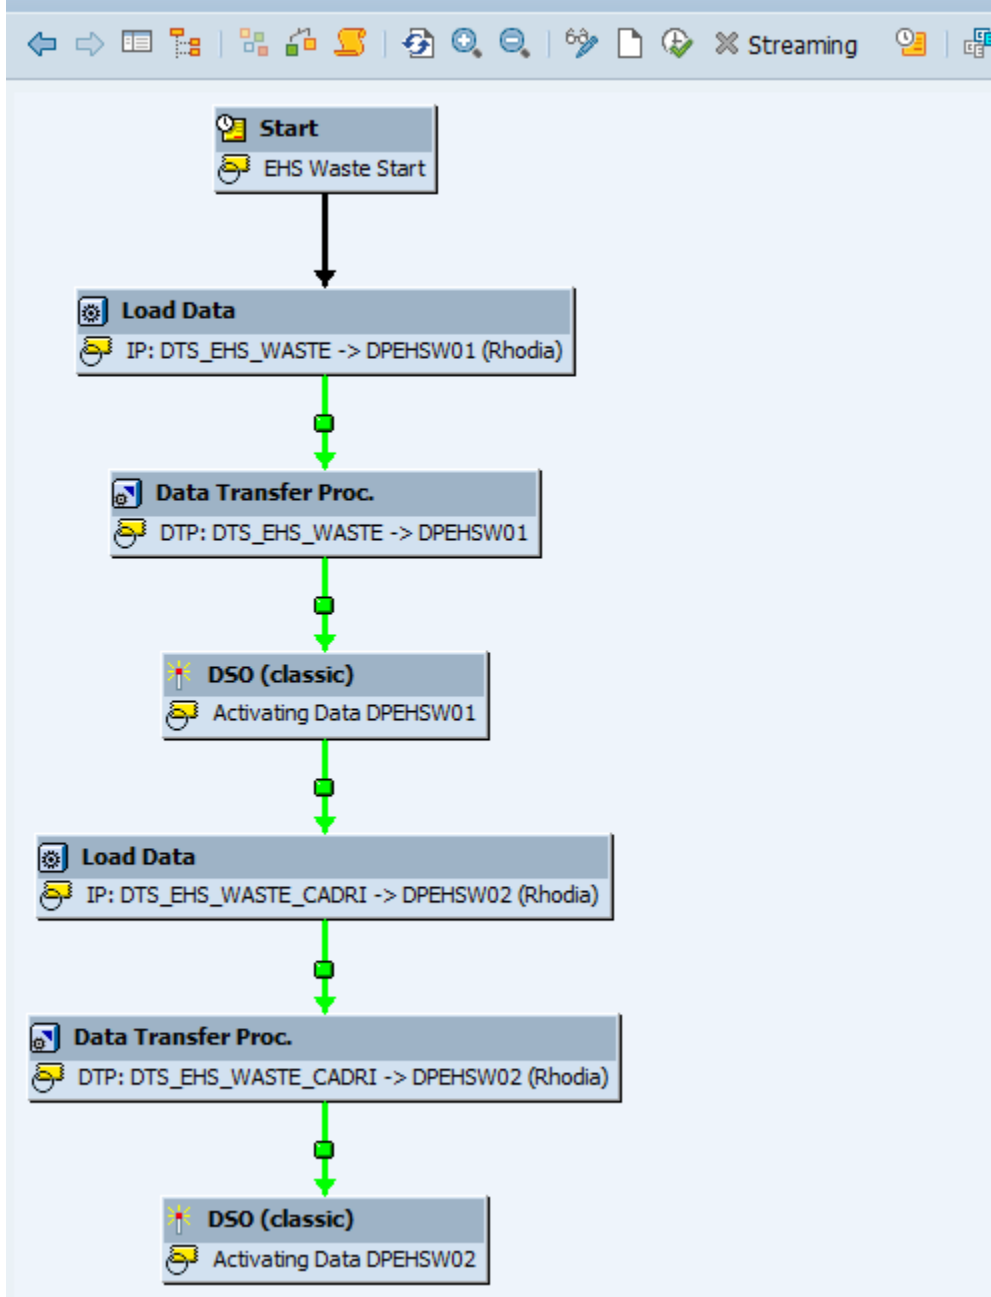 Streaming
Start
EHS Waste Start
Load Data
IP: DTS_EHS_WASTE -> DPEHSW01 (Rhodia)
Data Transfer Proc.
DTP: DTS_EHS_WASTE -> DPEHSW01
DSO (classic)
Activating Data DPEHSW01
Load Data
IP: DTS_EHS_WASTE_CADRI -> DPEHSW02 (Rhodia)
Data Transfer Proc.
DTP: DTS_EHS_WASTE_CADRI -> DPEHSW02 (Rhodia)
DSO (classic)
Activating Data DPEHSW02